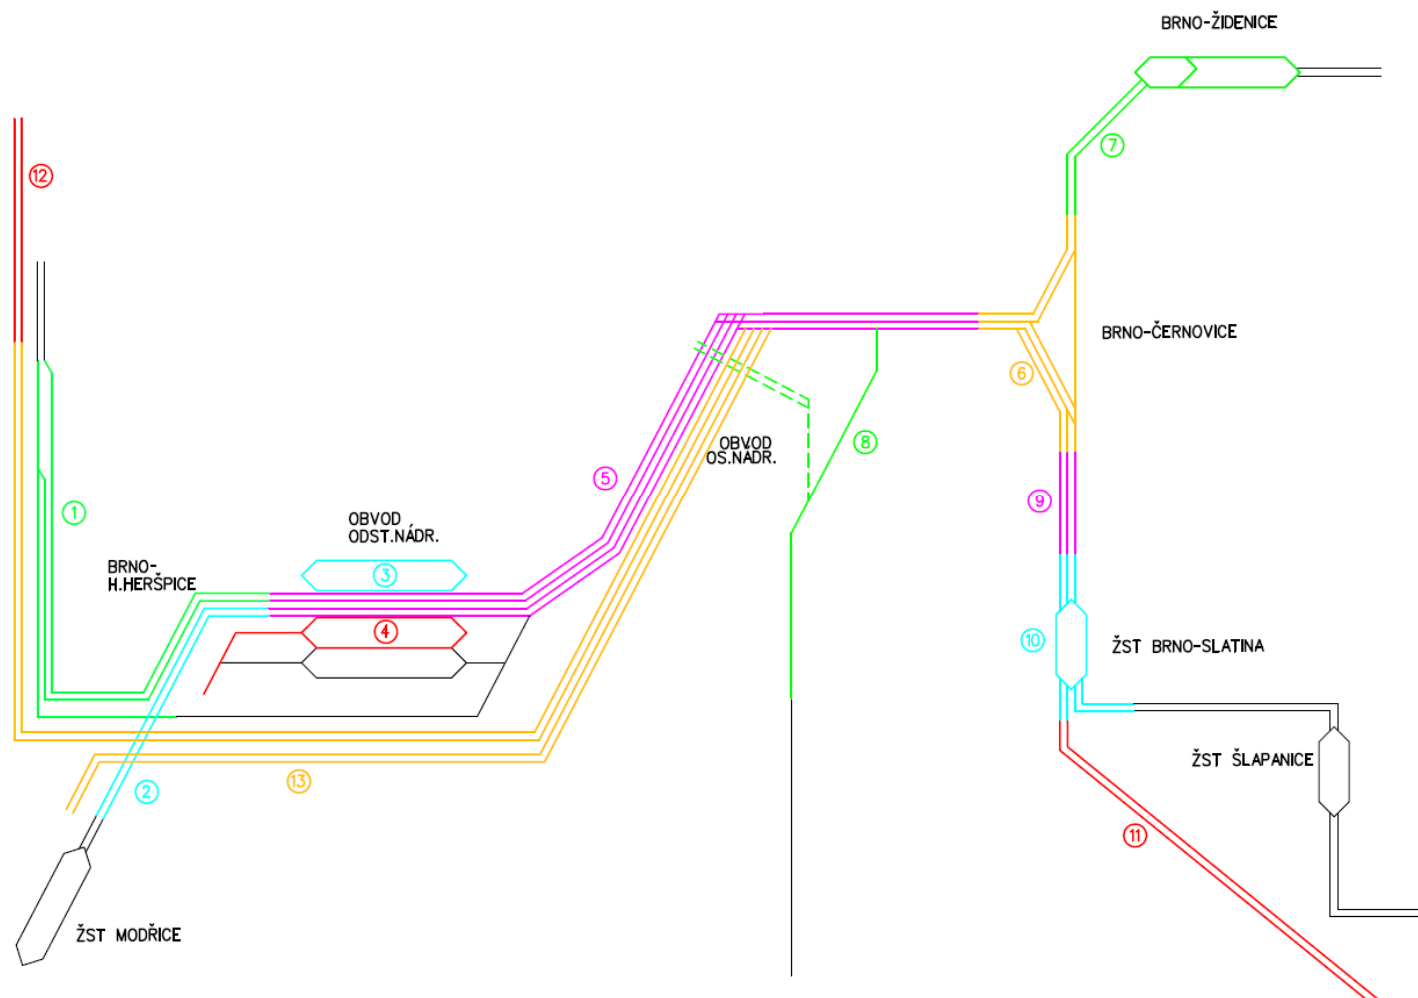 BRNO-ŽIDENICE
7
12
BRNO-ČERNOVICE
6
8
OBVOD
OS.NÁDR.
5
9
1
OBVOD
ODST.NÁDR.
BRNO-
H.HERŠPICE
3
4
10
ŽST BRNO-SLATINA
ŽST ŠLAPANICE
13
2
11
ŽST MODŘICE